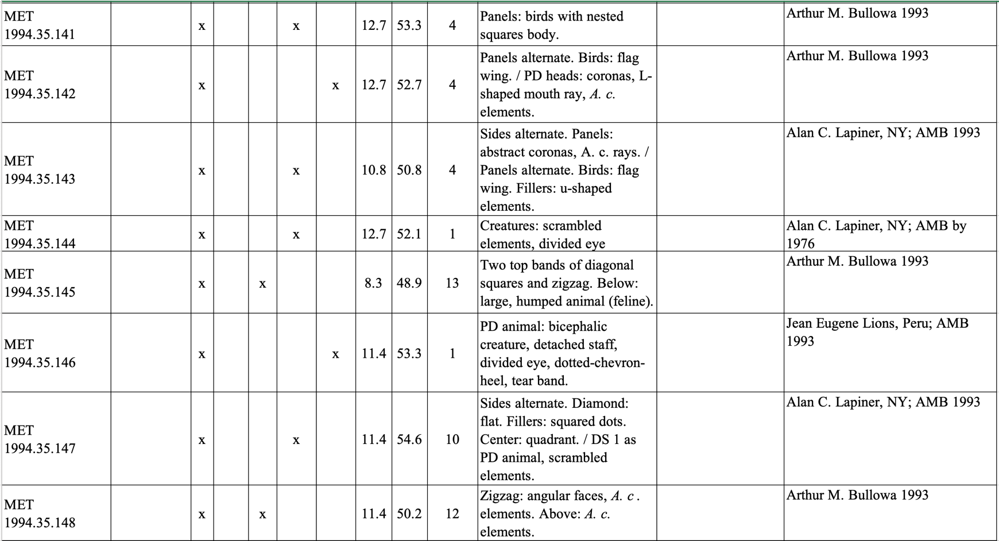 MET
1994.35.141
x
x
12.7
53.3
4
Panels: birds with nested
squares body.
Arthur M. Bullowa 1993
MET
1994.35.142
x
x
12.7
52.7
4
Panels alternate. Birds: flag
wing. / PD heads: coronas, L-
shaped mouth ray, A. c.
elements.
Arthur M. Bullowa 1993
MET
1994.35.143
x
x
10.8
50.8
4
Sides alternate. Panels:
abstract coronas, A. c. rays. /
Panels alternate. Birds: flag
wing. Fillers: u-shaped
elements.
Alan C. Lapiner, NY; AMB 1993
MET
1994.35.144
x
x
12.7
52.1
1
Creatures: scrambled
elements, divided eye
Alan C. Lapiner, NY; AMB by
1976
MET
1994.35.145
x
x
8.3
48.9
13
Two top bands of diagonal
squares and zigzag. Below:
large, humped animal (feline).
Arthur M. Bullowa 1993
MET
1994.35.146
x
x
11.4
53.3
1
PD animal: bicephalic
creature, detached staff,
divided eye, dotted-chevron-
heel, tear band.
Jean Eugene Lions, Peru; AMB
1993
MET
1994.35.147
x
x
11.4
54.6
10
Sides alternate. Diamond:
flat. Fillers: squared dots.
Center: quadrant. / DS 1 as
PD animal, scrambled
elements.
Alan C. Lapiner, NY; AMB 1993
MET
1994.35.148
x
x
11.4
50.2
12
Zigzag: angular faces, A. c .
elements. Above: A. c.
elements.
Arthur M. Bullowa 1993